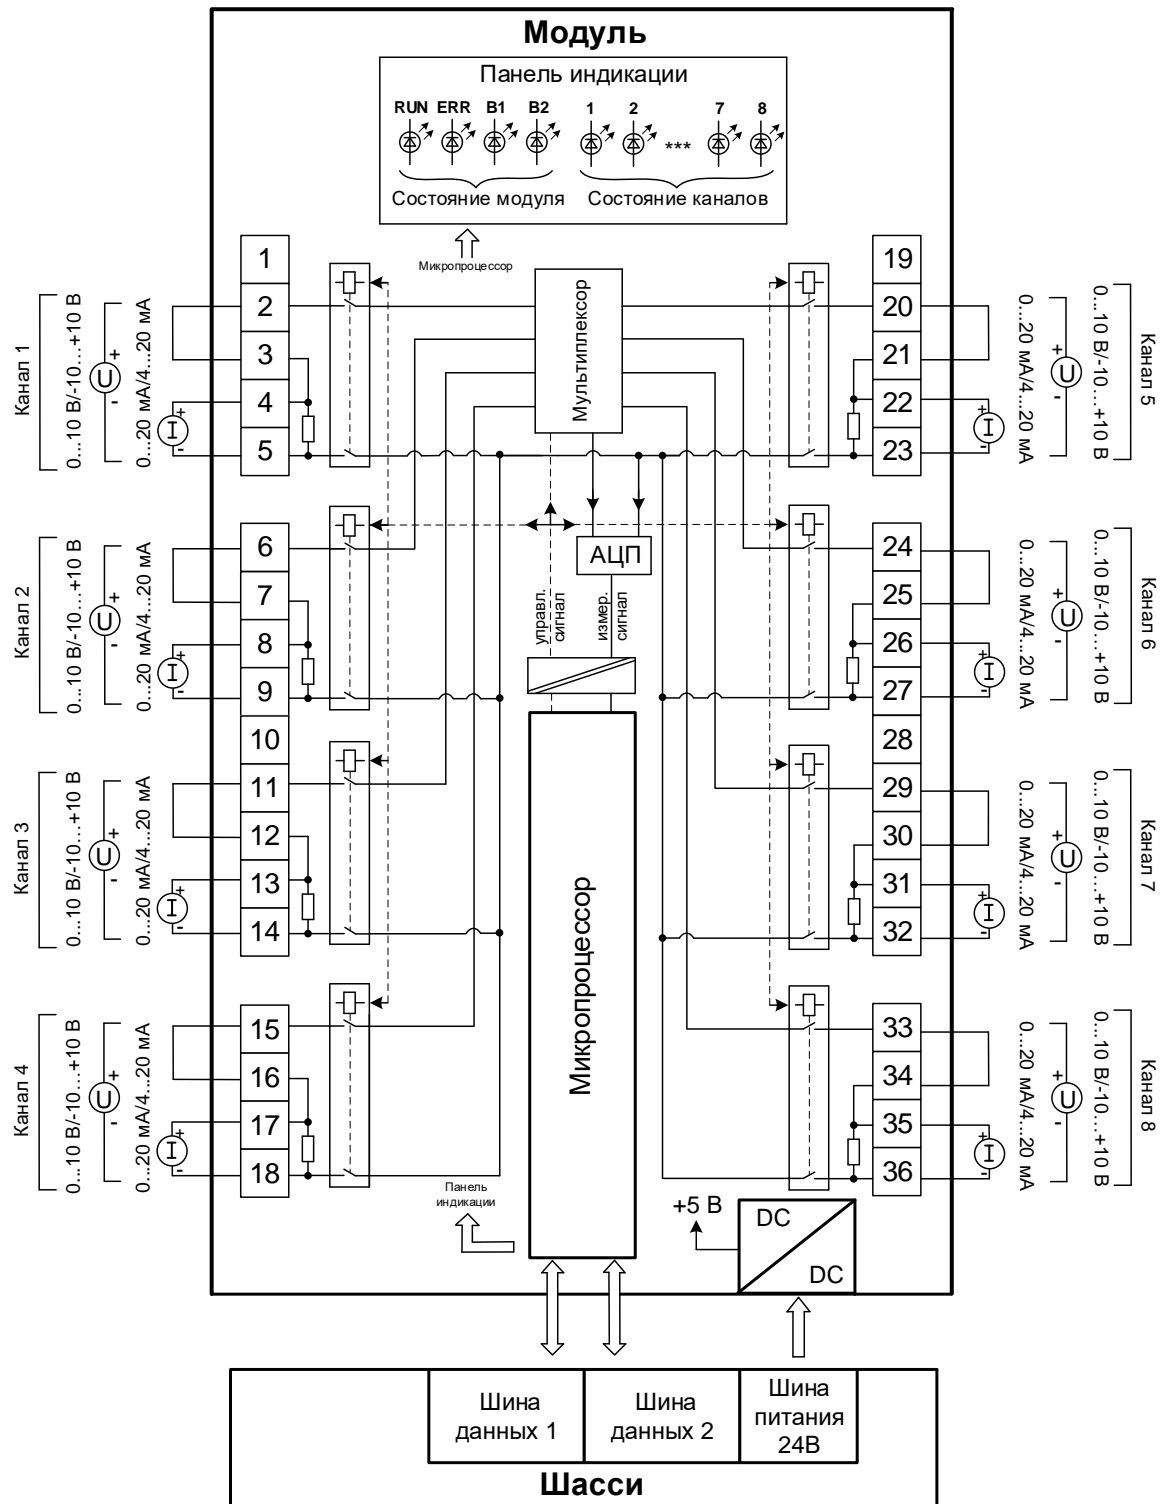 Модуль
Панель индикации
RUN ERR B1 B2 1 2 *** 7 8
Состояние модуля Состояние каналов
Микропроцессор
Мультиплексор
АЦП
управл. сигнал
измер. сигнал
Микропроцессор
Канал 1
0...10 В/-10...+10 В
+ U -
0...20 мА/4...20 мА
+ I -
1
2
3
4
5
Канал 2
0...10 В/-10...+10 В
+ U -
0...20 мА/4...20 мА
+ I -
6
7
8
9
10
Канал 3
0...10 В/-10...+10 В
+ U -
0...20 мА/4...20 мА
+ I -
11
12
13
14
Канал 4
0...10 В/-10...+10 В
+ U -
0...20 мА/4...20 мА
+ I -
15
16
17
18
19
20
21
22
23
+ I -
0...20 мА/4...20 мА
+ U -
0...10 В/-10...+10 В
Канал 5
24
25
26
27
28
+ I -
0...20 мА/4...20 мА
+ U -
0...10 В/-10...+10 В
Канал 6
29
30
31
32
+ I -
0...20 мА/4...20 мА
+ U -
0...10 В/-10...+10 В
Канал 7
33
34
35
36
+ I -
0...20 мА/4...20 мА
+ U -
0...10 В/-10...+10 В
Канал 8
Панель
индикации
+5 В
DC
DC
Шина
данных 1
Шина
данных 2
Шина
питания
24В
Шасси